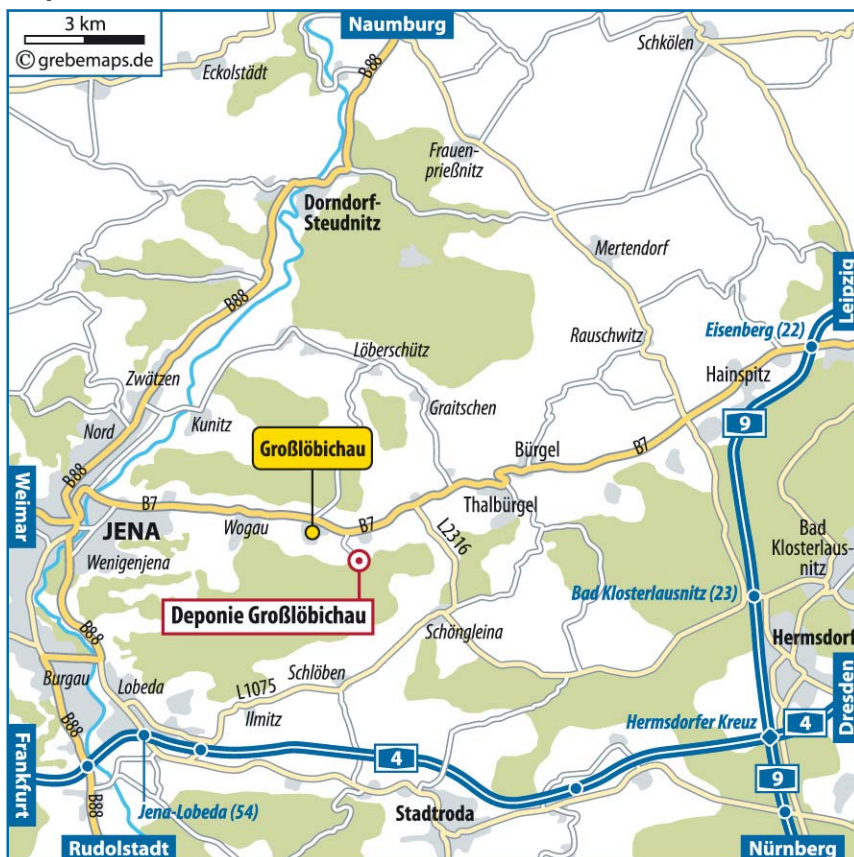 3 km
© grebemaps.de
Naumburg
Schkölen
Eckolstädt
B88
Frauen-
prießnitz
Dorndorf-
Steudnitz
Mertendorf
Leipzig
B88
Eisenberg (22)
Rauschwitz
Löberschütz
Hainspitz
Zwätzen
Graitschen
Nord
Kunitz
9
Großlöbichau
Bürgel
B7
B88
Weimar
B7
Thalbürgel
B7
Wogau
JENA
L2316
Bad
Klosterlaus-
nitz
Wenigenjena
Deponie Großlöbichau
Bad Klosterlausnitz (23)
Schöngleina
B88
Hermsdorf
Schlöben
Burgau
Lobeda
L1075
Dresden
Ilmitz
B88
Hermsdorfer Kreuz
4
Frankfurt
4
9
B88
Jena-Lobeda (54)
Stadtroda
Rudolstadt
Nürnberg